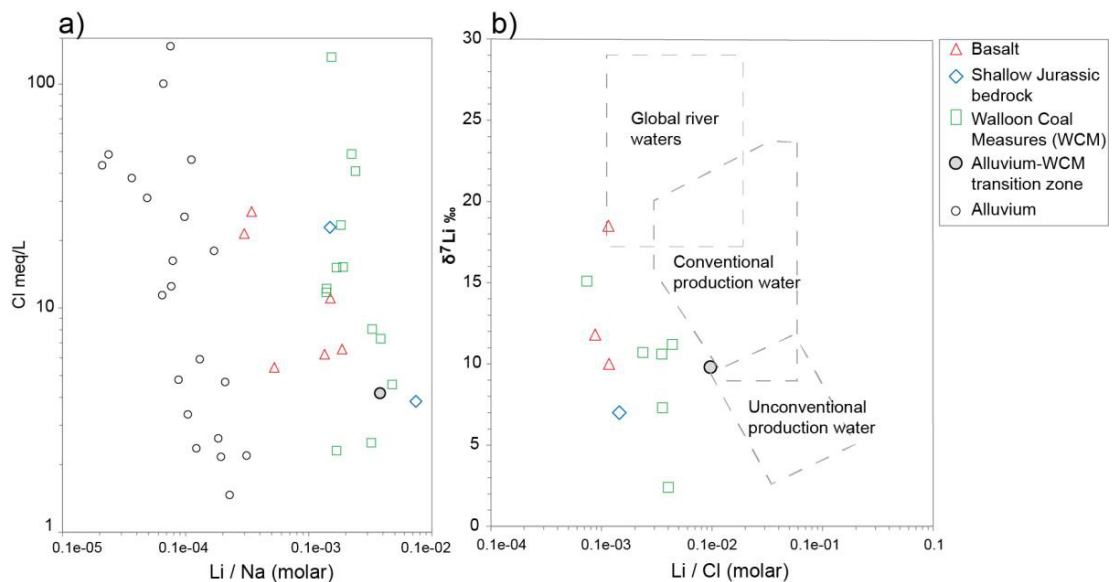 a)
100
10
1
Cl meq/L
0.1e-05
0.1e-04
0.1e-03
0.1e-02
Li / Na (molar)
b)
30
25
20
15
10
5
0
δ⁷Li ‰
Global river
waters
Conventional
production water
Unconventional
production water
0.1e-04
0.1e-03
0.1e-02
0.1e-01
0.1
Li / Cl (molar)
Basalt
Shallow Jurassic
bedrock
Walloon Coal
Measures (WCM)
Alluvium-WCM
transition zone
Alluvium